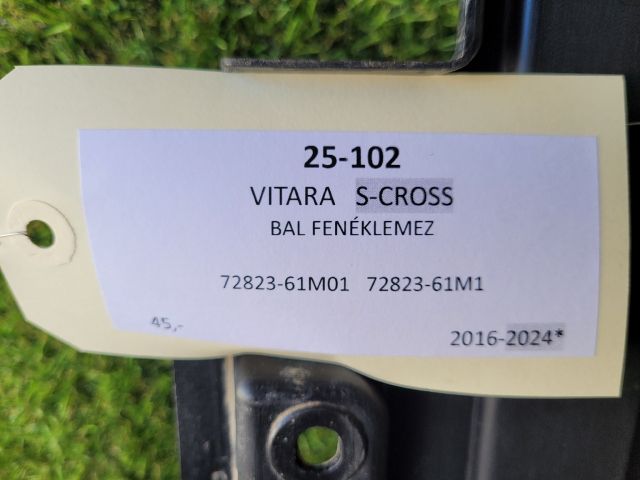 25-102
VITARA S-CROSS
BAL FENÉKLEMEZ
72823-61M01 72823-61M1
45,-
2016-2024*